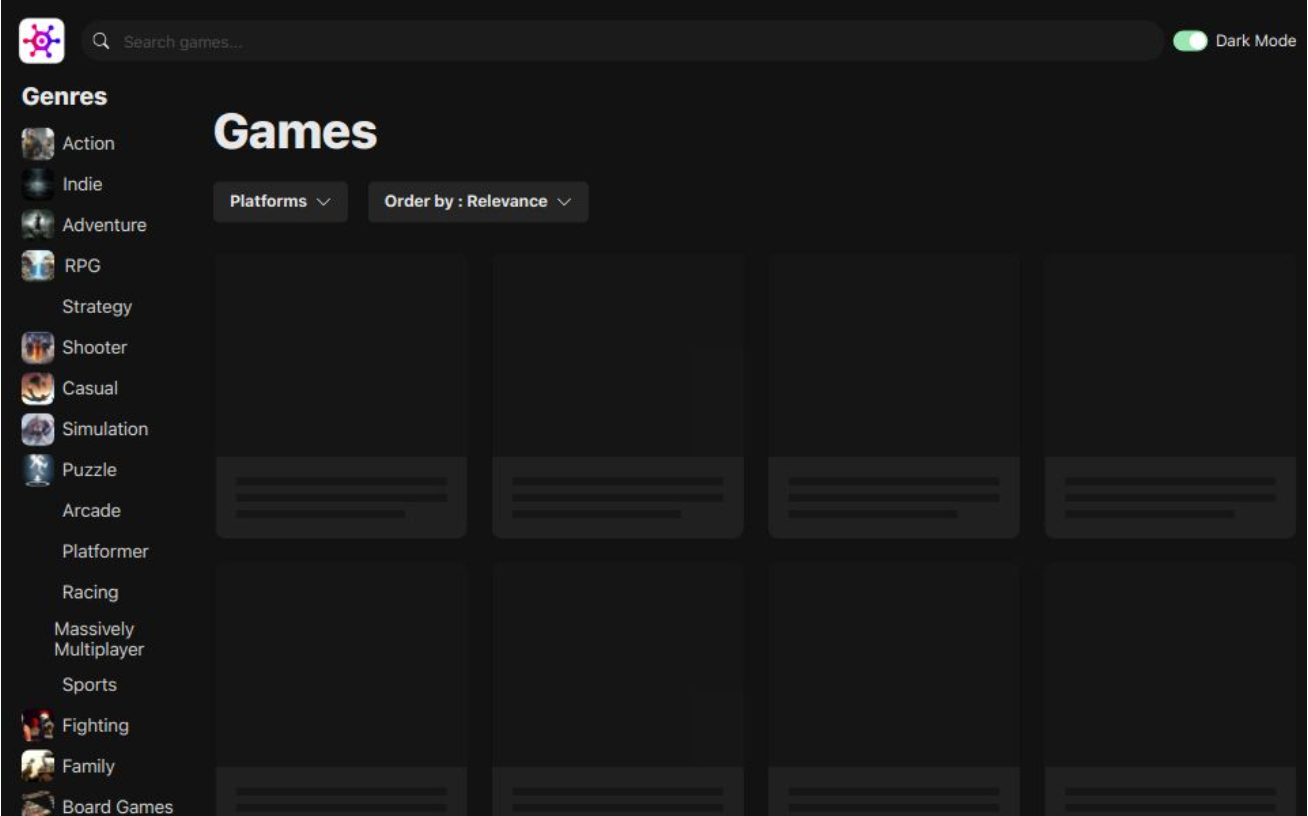 Search games...
Dark Mode
Genres
Action
Indie
Adventure
RPG
Strategy
Shooter
Casual
Simulation
Puzzle
Arcade
Platformer
Racing
Massively
Multiplayer
Sports
Fighting
Family
Board Games
Games
Platforms
Order by : Relevance